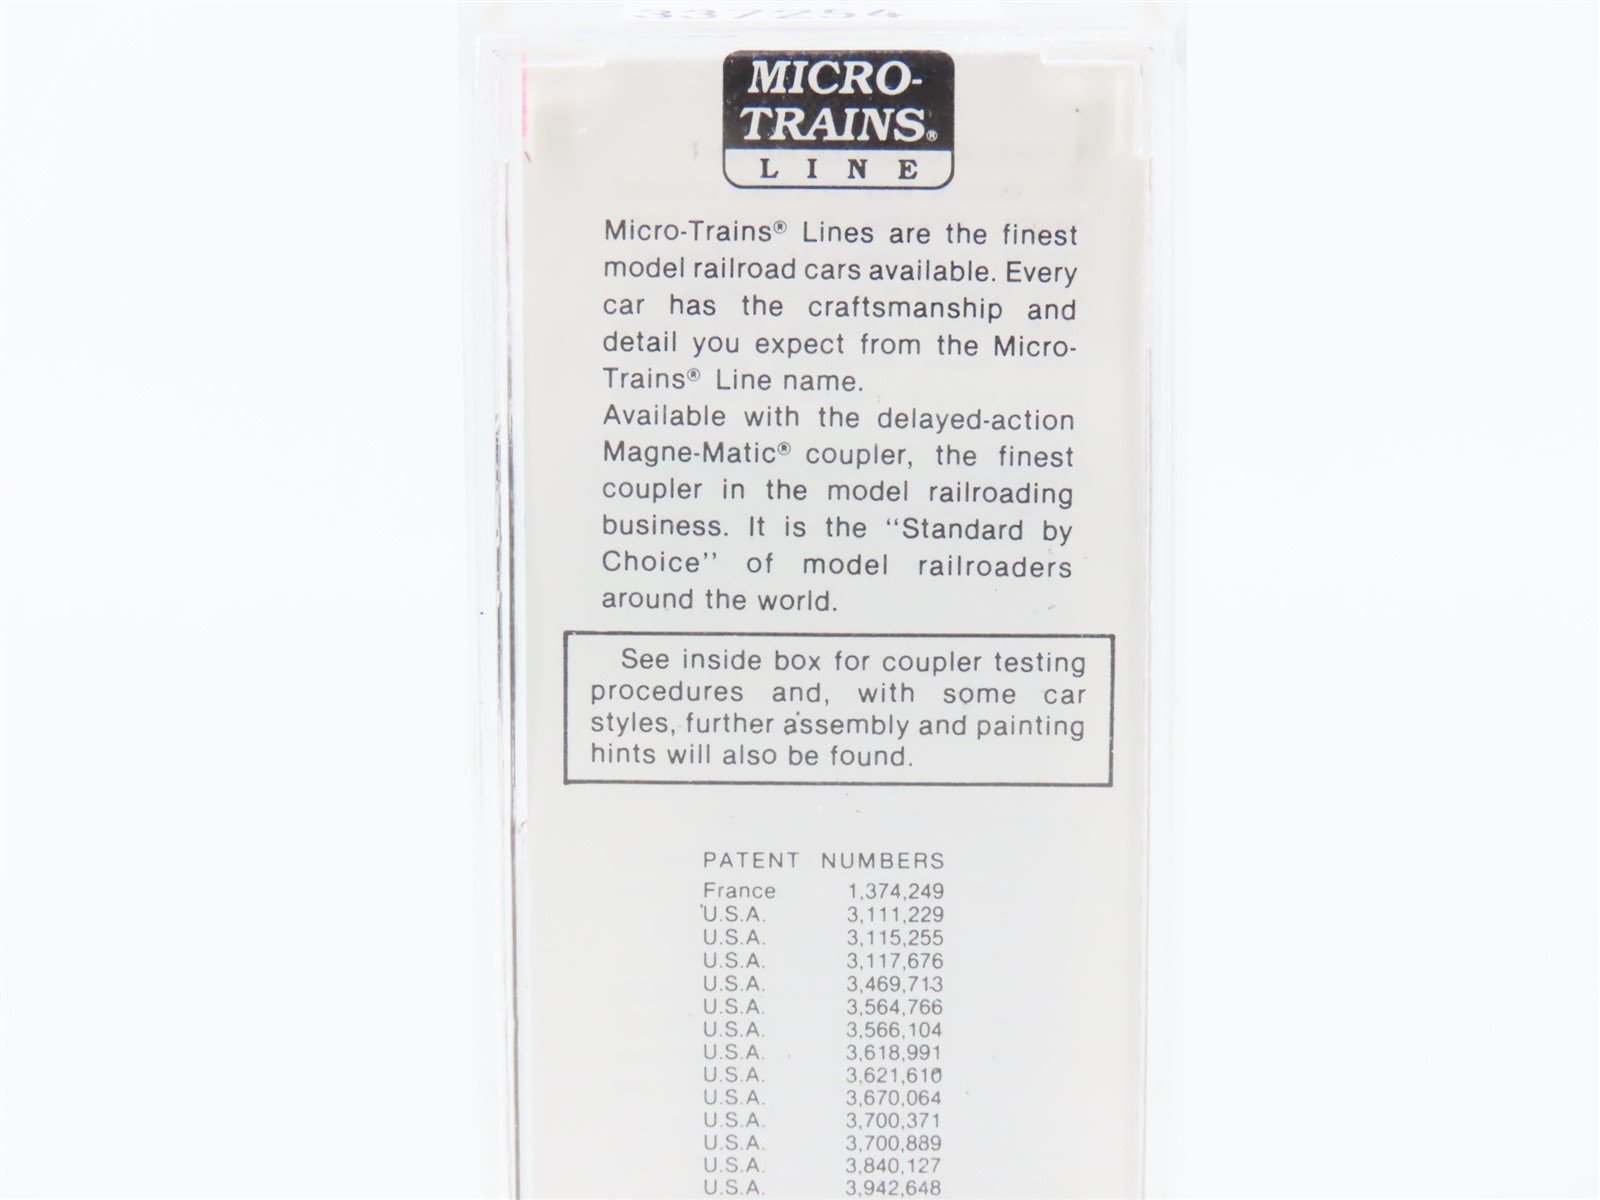 337254
MICRO-
TRAINS®
LINE
Micro-Trains® Lines are the finest
model railroad cars available. Every
car has the craftsmanship and
detail you expect from the Micro-
Trains® Line name.
Available with the delayed-action
Magne-Matic® coupler, the finest
coupler in the model railroading
business. It is the "Standard by
Choice" of model railroaders
around the world.
See inside box for coupler testing
procedures and, with some car
styles, further assembly and painting
hints will also be found.
PATENT NUMBERS
France 1,374,249
U.S.A. 3,111,229
U.S.A. 3,115,255
U.S.A. 3,117,676
U.S.A. 3,469,713
U.S.A. 3,564,766
U.S.A. 3,566,104
U.S.A. 3,618,991
U.S.A. 3,621,610
U.S.A. 3,670,064
U.S.A. 3,700,371
U.S.A. 3,700,889
U.S.A. 3,840,127
U.S.A. 3,942,648